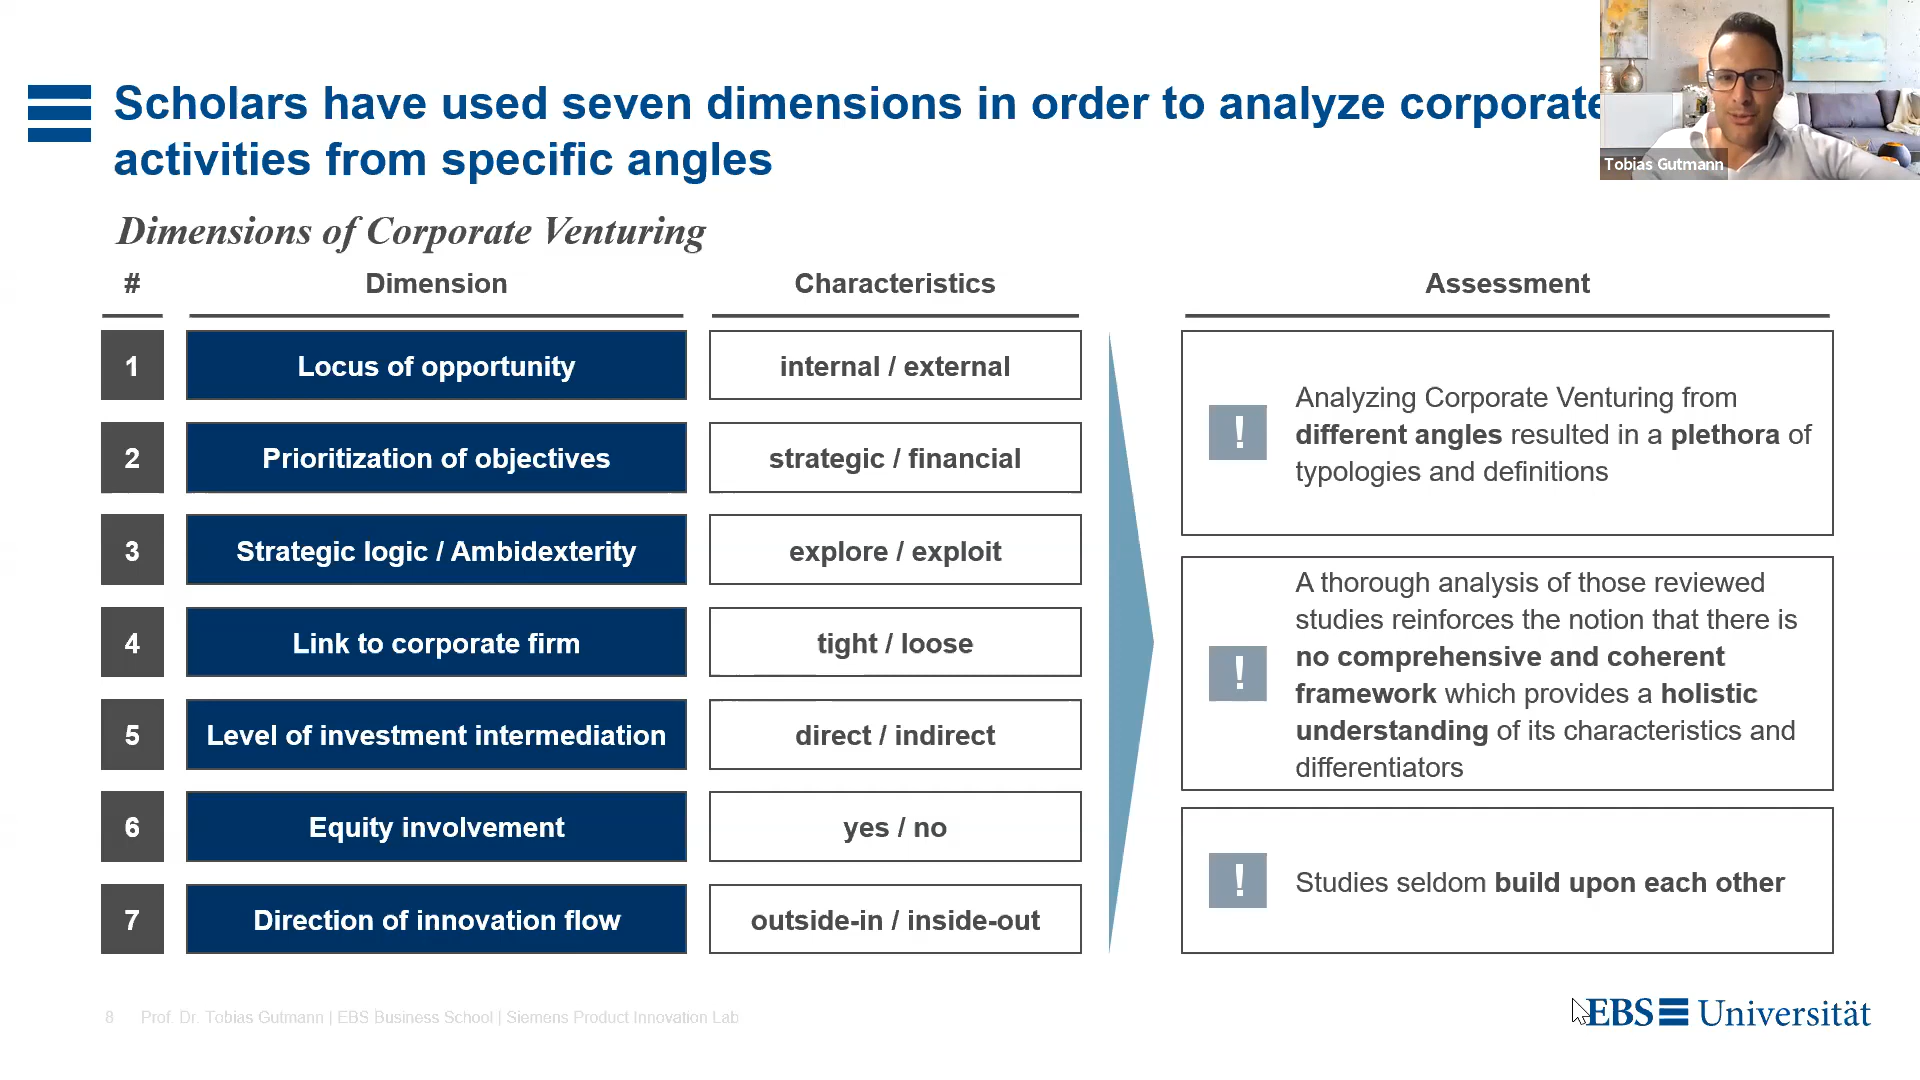 Scholars have used seven dimensions in order to analyze corporate
activities from specific angles
Tobias Gutmann
Dimensions of Corporate Venturing
# Dimension Characteristics Assessment
1 Locus of opportunity internal / external
2 Prioritization of objectives strategic / financial
3 Strategic logic / Ambidexterity explore / exploit
4 Link to corporate firm tight / loose
5 Level of investment intermediation direct / indirect
6 Equity involvement yes / no
7 Direction of innovation flow outside-in / inside-out
! Analyzing Corporate Venturing from
different angles resulted in a plethora of
typologies and definitions
! A thorough analysis of those reviewed
studies reinforces the notion that there is
no comprehensive and coherent
framework which provides a holistic
understanding of its characteristics and
differentiators
! Studies seldom build upon each other
8 Prof. Dr. Tobias Gutmann | EBS Business School | Siemens Product Innovation Lab
EBS Universität